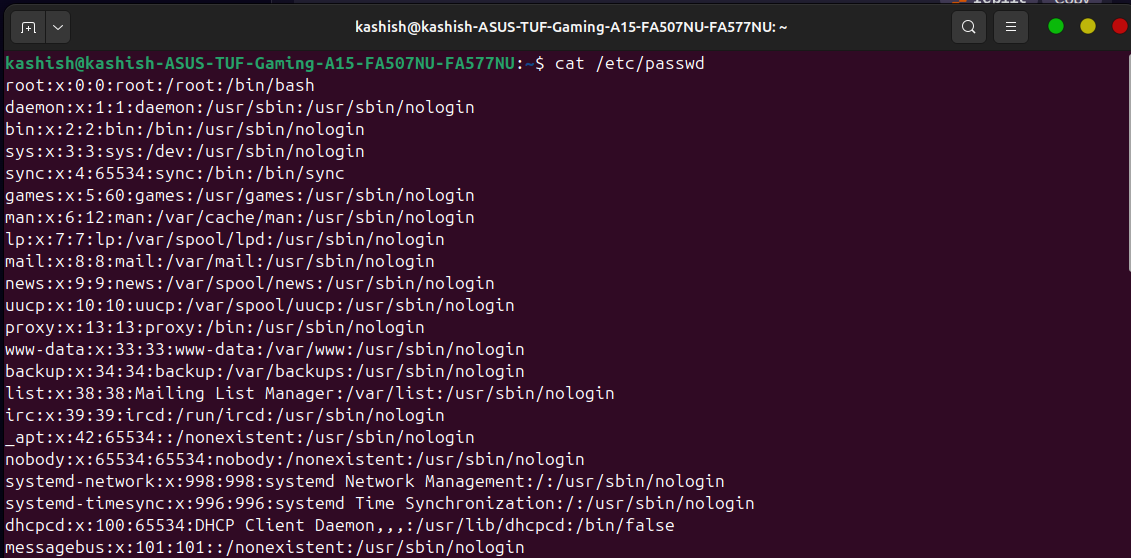 kashish@kashish-ASUS-TUF-Gaming-A15-FA507NU-FA577NU: ~
kashish@kashish-ASUS-TUF-Gaming-A15-FA507NU-FA577NU:~$ cat /etc/passwd
root:x:0:0:root:/root:/bin/bash
daemon:x:1:1:daemon:/usr/sbin:/usr/sbin/nologin
bin:x:2:2:bin:/bin:/usr/sbin/nologin
sys:x:3:3:sys:/dev:/usr/sbin/nologin
sync:x:4:65534:sync:/bin:/bin/sync
games:x:5:60:games:/usr/games:/usr/sbin/nologin
man:x:6:12:man:/var/cache/man:/usr/sbin/nologin
lp:x:7:7:lp:/var/spool/lpd:/usr/sbin/nologin
mail:x:8:8:mail:/var/mail:/usr/sbin/nologin
news:x:9:9:news:/var/spool/news:/usr/sbin/nologin
uucp:x:10:10:uucp:/var/spool/uucp:/usr/sbin/nologin
proxy:x:13:13:proxy:/bin:/usr/sbin/nologin
www-data:x:33:33:www-data:/var/www:/usr/sbin/nologin
backup:x:34:34:backup:/var/backups:/usr/sbin/nologin
list:x:38:38:Mailing List Manager:/var/list:/usr/sbin/nologin
irc:x:39:39:ircd:/run/ircd:/usr/sbin/nologin
_apt:x:42:65534::/nonexistent:/usr/sbin/nologin
nobody:x:65534:65534:nobody:/nonexistent:/usr/sbin/nologin
systemd-network:x:998:998:systemd Network Management:/:/usr/sbin/nologin
systemd-timesync:x:996:996:systemd Time Synchronization:/:/usr/sbin/nologin
dhcpcd:x:100:65534:DHCP Client Daemon,,,:/usr/lib/dhcpcd:/bin/false
messagebus:x:101:101::/nonexistent:/usr/sbin/nologin